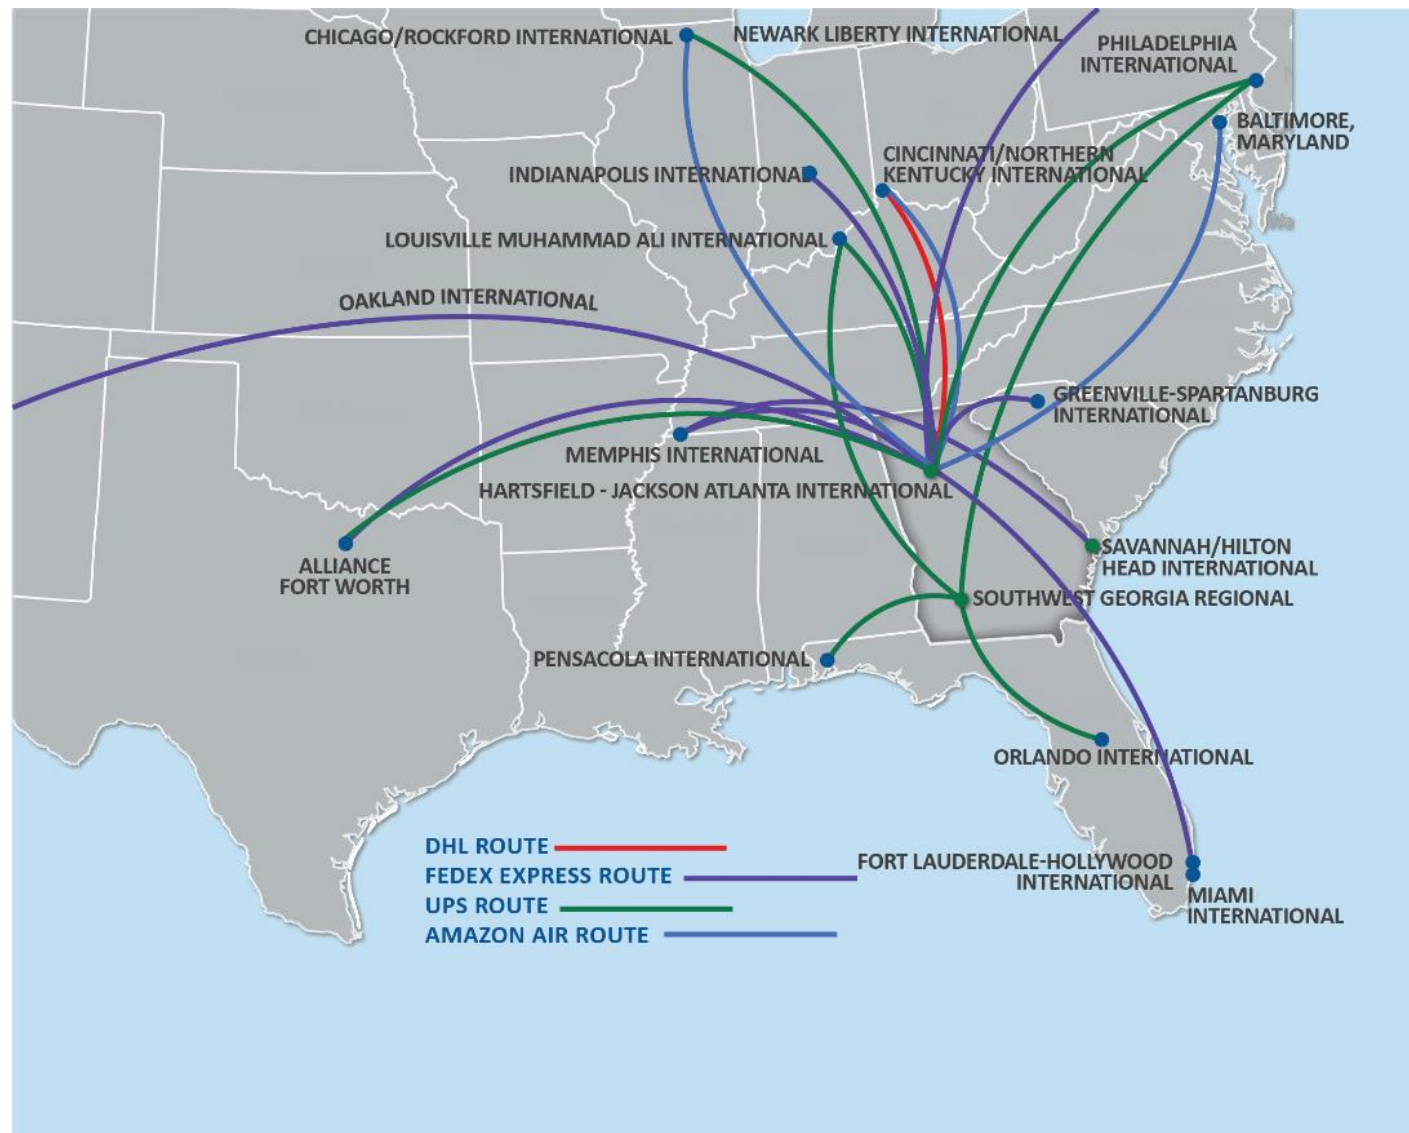 CHICAGO/ROCKFORD INTERNATIONAL
NEWARK LIBERTY INTERNATIONAL
PHILADELPHIA
INTERNATIONAL
BALTIMORE,
MARYLAND
CINCINNATI/NORTHERN
KENTUCKY INTERNATIONAL
INDIANAPOLIS INTERNATIONAL
LOUISVILLE MUHAMMAD ALI INTERNATIONAL
OAKLAND INTERNATIONAL
GREENVILLE-SPARTANBURG
INTERNATIONAL
MEMPHIS INTERNATIONAL
HARTSFIELD - JACKSON ATLANTA INTERNATIONAL
ALLIANCE
FORT WORTH
SAVANNAH/HILTON
HEAD INTERNATIONAL
SOUTHWEST GEORGIA REGIONAL
PENSACOLA INTERNATIONAL
ORLANDO INTERNATIONAL
FORT LAUDERDALE-HOLLYWOOD
INTERNATIONAL
MIAMI
INTERNATIONAL
DHL ROUTE
FEDEX EXPRESS ROUTE
UPS ROUTE
AMAZON AIR ROUTE